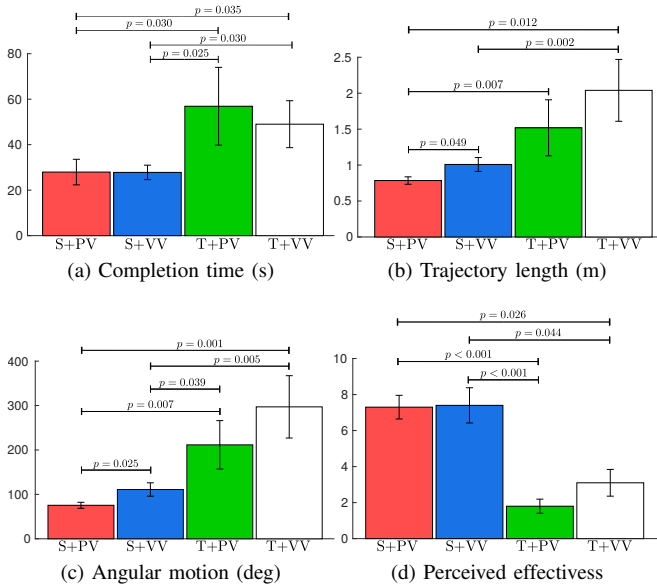 p = 0.035
p = 0.030
p = 0.030
p = 0.025
80
60
40
20
0
S+PV S+VV T+PV T+VV
(a) Completion time (s)
p = 0.012
p = 0.002
p = 0.007
p = 0.049
2.5
2
1.5
1
0.5
0
S+PV S+VV T+PV T+VV
(b) Trajectory length (m)
p = 0.001
p = 0.005
p = 0.039
p = 0.007
p = 0.025
400
300
200
100
0
S+PV S+VV T+PV T+VV
(c) Angular motion (deg)
p = 0.026
p = 0.044
p < 0.001
p < 0.001
10
8
6
4
2
0
S+PV S+VV T+PV T+VV
(d) Perceived effectivess